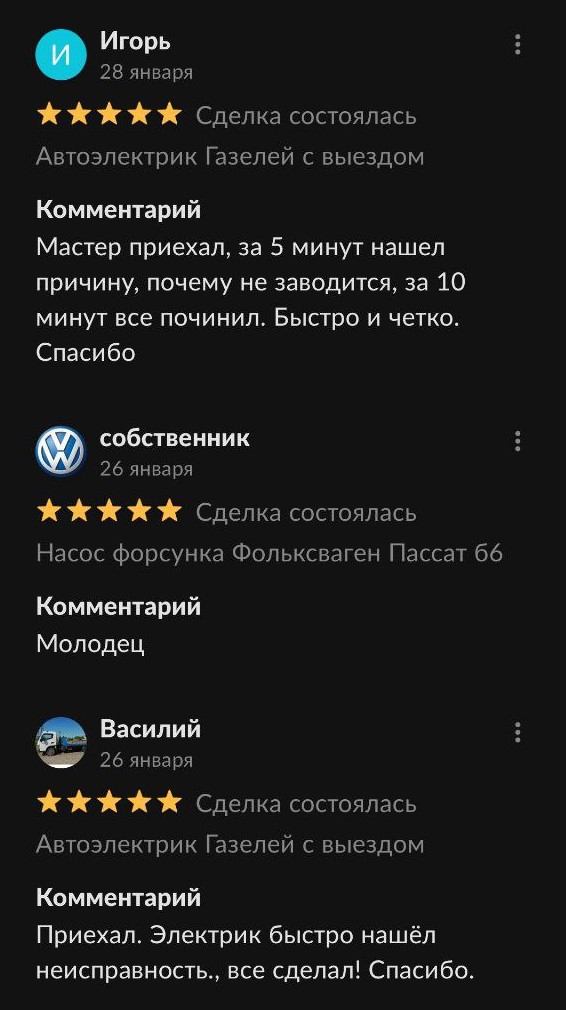 И
Игорь
28 января
Сделка состоялась
Автоэлектрик Газелей с выездом
Комментарий
Мастер приехал, за 5 минут нашел
причину, почему не заводится, за 10
минут все починил. Быстро и четко.
Спасибо
собственник
26 января
Сделка состоялась
Насос форсунка Фольксваген Пассат б6
Комментарий
Молодец
Василий
26 января
Сделка состоялась
Автоэлектрик Газелей с выездом
Комментарий
Приехал. Электрик быстро нашёл
неисправность., все сделал! Спасибо.